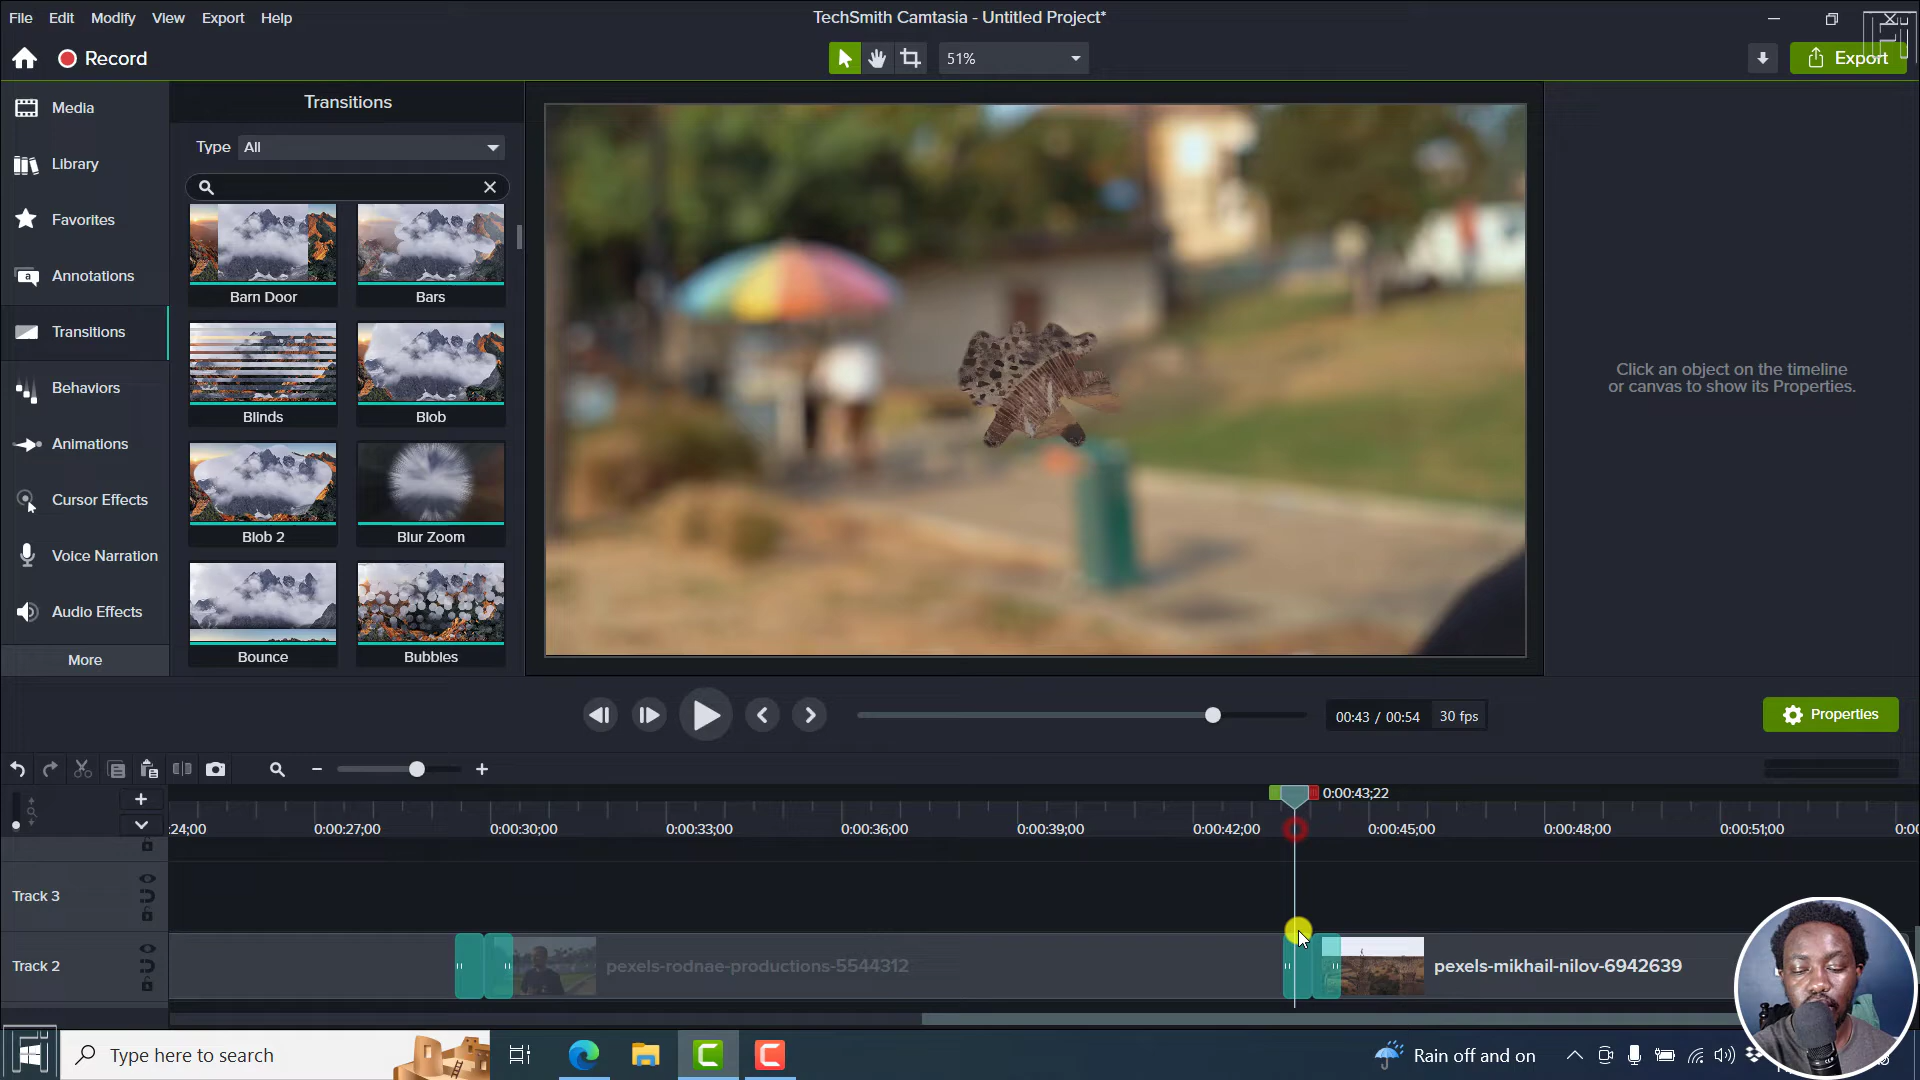 File Edit Modify View Export Help
TechSmith Camtasia - Untitled Project*
Record
51%
Export
Media
Library
Favorites
Annotations
Transitions
Behaviors
Animations
Cursor Effects
Voice Narration
Audio Effects
More
Transitions
Type All
Barn Door
Bars
Blinds
Blob
Blob 2
Blur Zoom
Bounce
Bubbles
Click an object on the timeline
or canvas to show its Properties.
00:43 / 00:54 30 fps
Properties
0:00:43;22
:24;00 0:00:27;00 0:00:30;00 0:00:33;00 0:00:36;00 0:00:39;00 0:00:42;00 0:00:45;00 0:00:48;00 0:00:51;00 0:00
Track 3
Track 2
pexels-rodnae-productions-5544312
pexels-mikhail-nilov-6942639
Type here to search
Rain off and on